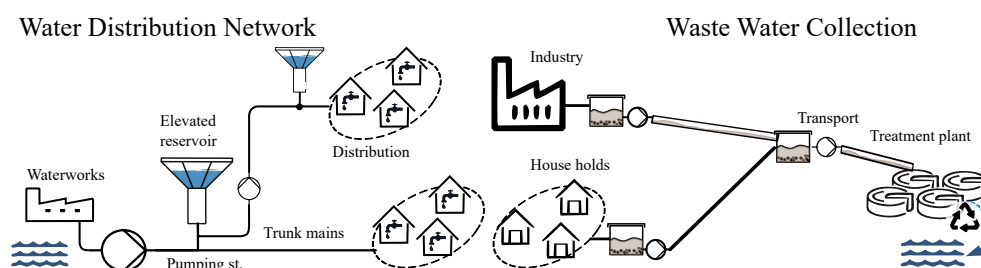 Water Distribution Network
Waste Water Collection
Industry
Elevated
reservoir
Transport
Treatment plant
Distribution
House holds
Waterworks
Trunk mains
Pumping st.